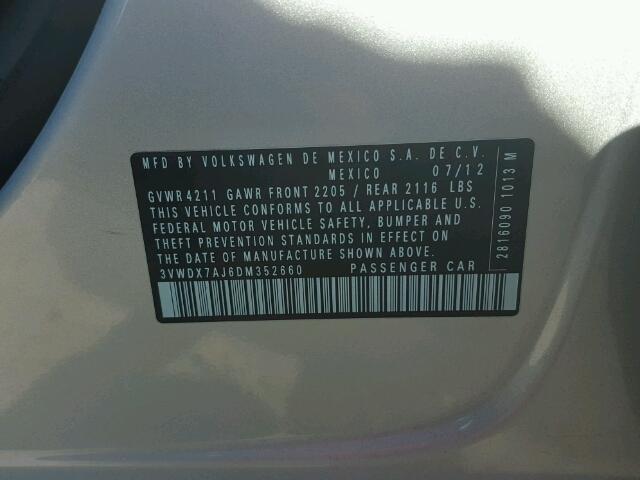 MFD BY VOLKSWAGEN DE MEXICO S.A. DE C.V.
MEXICO 07/12
GVWR 4211 GAWR FRONT 2205 / REAR 2116 LBS
THIS VEHICLE CONFORMS TO ALL APPLICABLE U.S.
FEDERAL MOTOR VEHICLE SAFETY, BUMPER AND
THEFT PREVENTION STANDARDS IN EFFECT ON
THE DATE OF MANUFACTURE SHOWN ABOVE
3VWDX7AJ6DM352660 PASSENGER CAR
2816090 1013 M